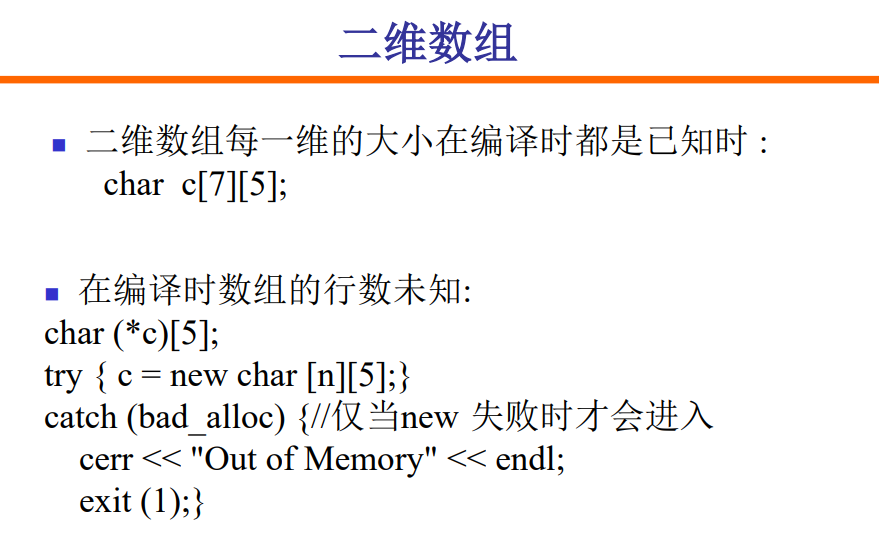 二维数组
■ 二维数组每一维的大小在编译时都是已知时：
char c[7][5];
■ 在编译时数组的行数未知:
char (*c)[5];
try { c = new char [n][5];}
catch (bad_alloc) {//仅当new 失败时才会进入
cerr << "Out of Memory" << endl;
exit (1);}